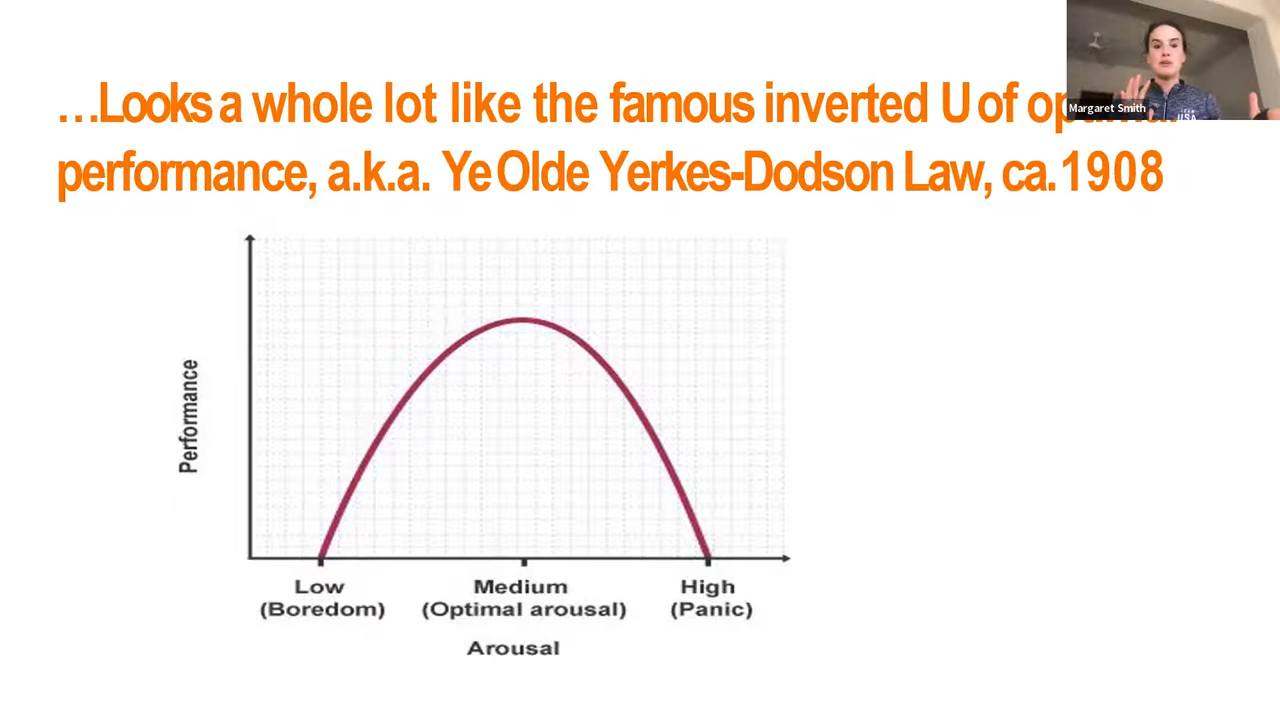 …Looks a whole lot like the famous inverted U of
performance, a.k.a. Ye Olde Yerkes-Dodson Law, ca. 1908
Margaret Smith
USA
Performance
Low
(Boredom)
Medium
(Optimal arousal)
High
(Panic)
Arousal